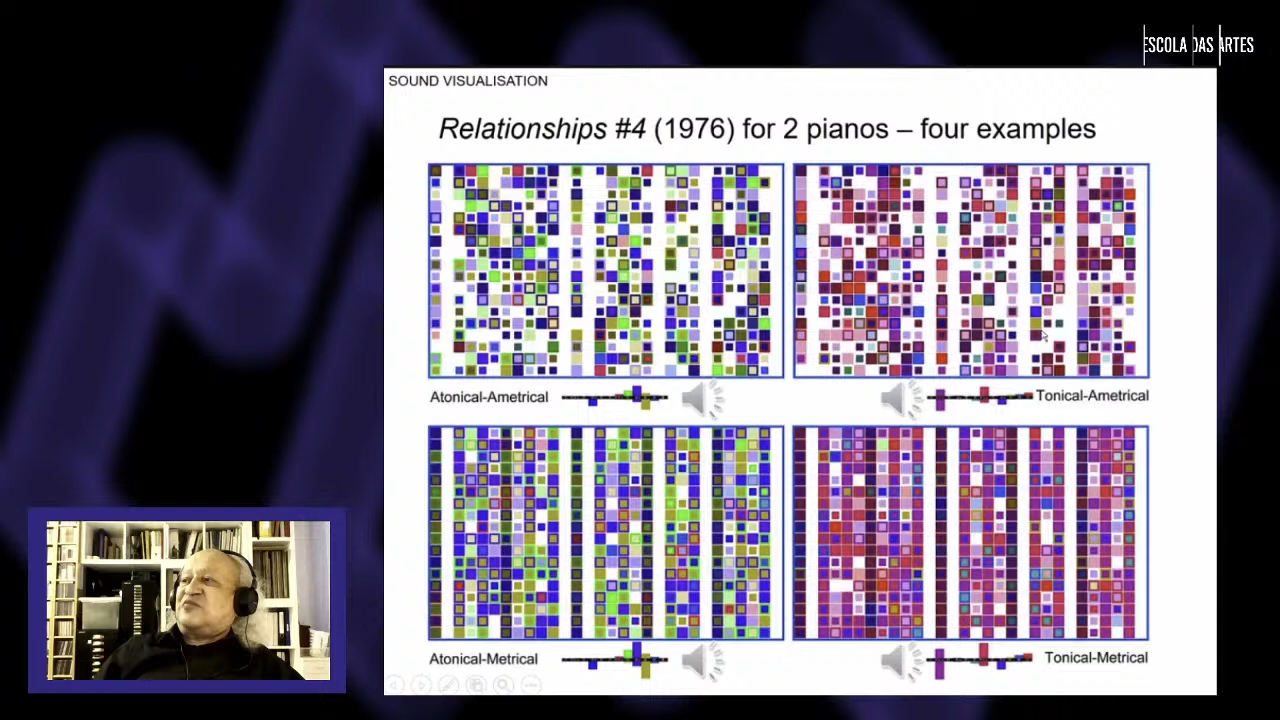 ESCOLA DAS ARTES
SOUND VISUALISATION
Relationships #4 (1976) for 2 pianos – four examples
Atonical-Ametrical
Tonical-Ametrical
Atonical-Metrical
Tonical-Metrical